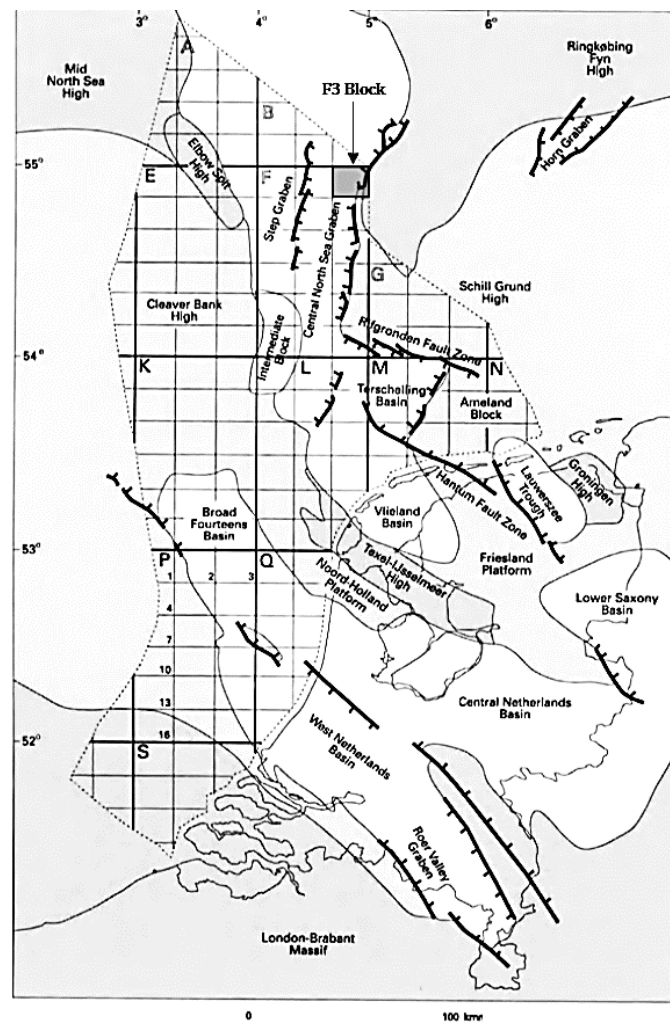 3°
4°
5°
6°
A
Mid
North Sea
High
Ringkøbing
Fyn
High
F3 Block
B
Horn Graben
55°
E
Elbow Spit
High
F
Step Graben
Central North Sea Graben
G
Schill Grund
High
Cleaver Bank
High
Intermediate
Block
Rifgronden Fault Zone
54°
K
L
M
N
Terschelling
Basin
Ameland
Block
Lauwerszee
Trough
Groningen
High
Hantum Fault Zone
Broad
Fourteens
Basin
Vlieland
Basin
53°
P
Q
Texel-IJsselmeer
High
Friesland
Platform
1
2
3
Noord-Holland
Platform
Lower Saxony
Basin
4
7
10
13
16
Central Netherlands
Basin
52°
S
West Netherlands
Basin
Roer Valley
Graben
London-Brabant
Massif
0
100 km